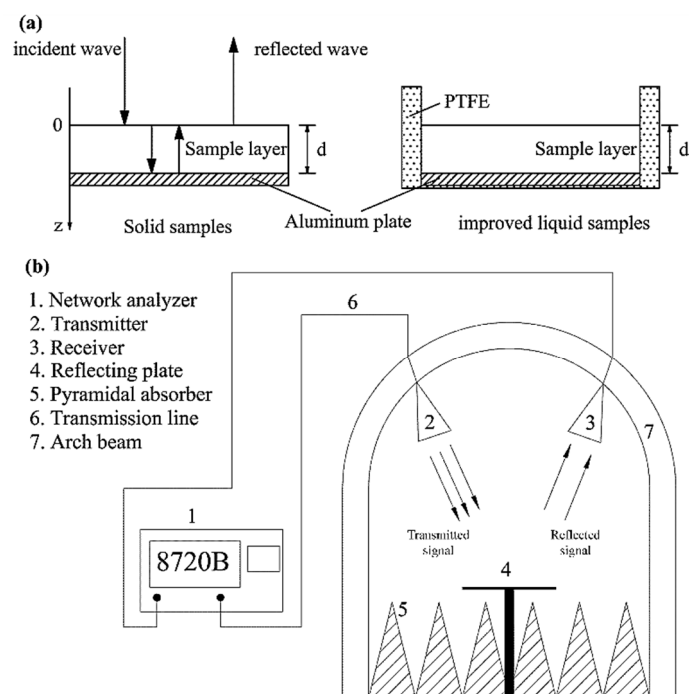 (a)
incident wave
reflected wave
0
Sample layer
d
z
Solid samples
Aluminum plate
PTFE
Sample layer
d
improved liquid samples
(b)
1. Network analyzer
2. Transmitter
3. Receiver
4. Reflecting plate
5. Pyramidal absorber
6. Transmission line
7. Arch beam
6
2
3
7
1
8720B
Transmitted
signal
Reflected
signal
4
5